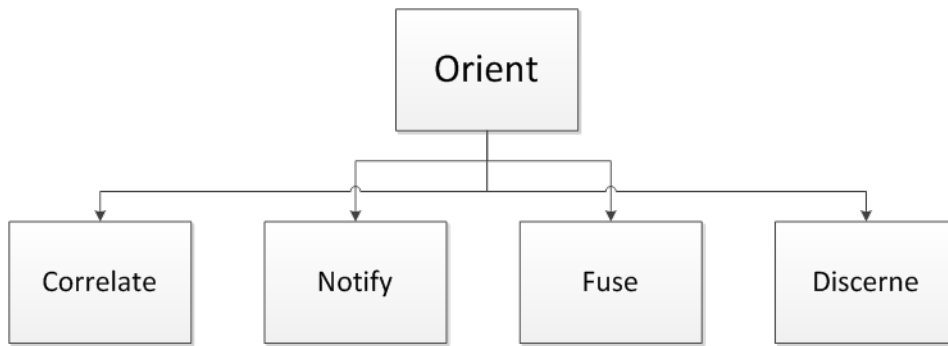 Orient
Correlate
Notify
Fuse
Discerne